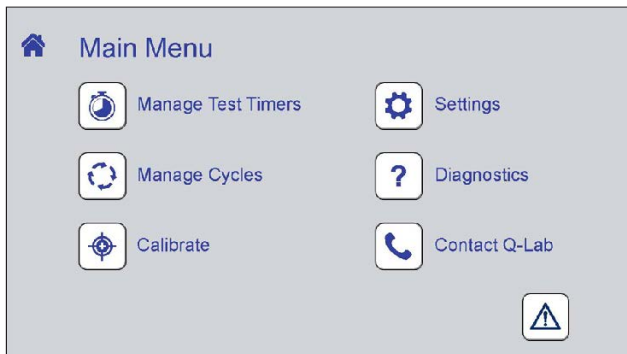 Main Menu
Manage Test Timers
Settings
Manage Cycles
?
Diagnostics
Calibrate
Contact Q-Lab